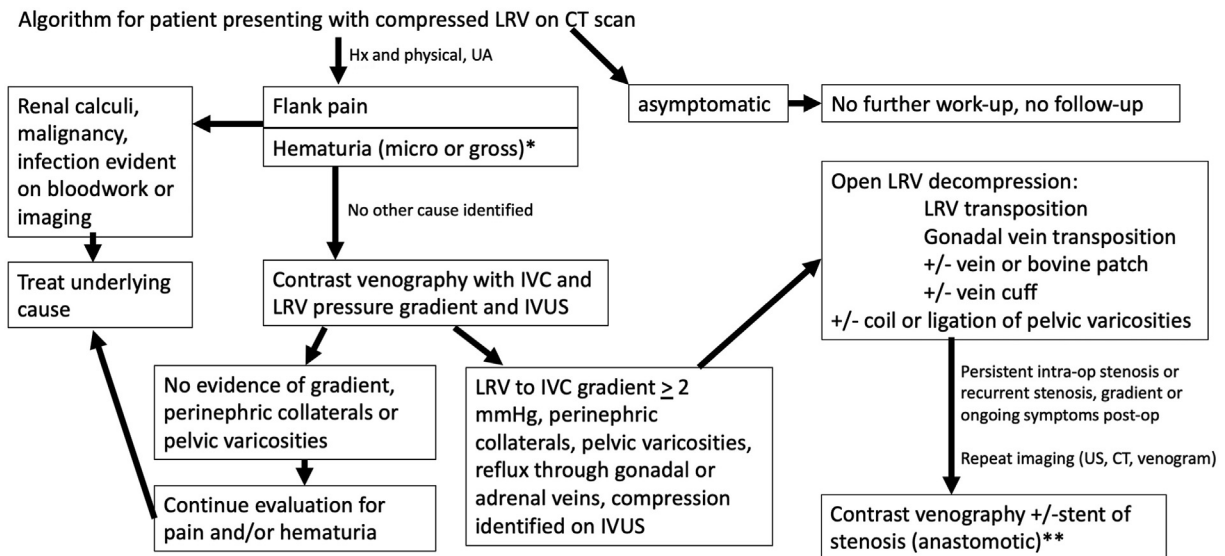 Algorithm for patient presenting with compressed LRV on CT scan
Hx and physical, UA
Renal calculi,
malignancy,
infection evident
on bloodwork or
imaging
Flank pain
Hematuria (micro or gross)*
asymptomatic
No further work-up, no follow-up
No other cause identified
Treat underlying
cause
Contrast venography with IVC and
LRV pressure gradient and IVUS
No evidence of gradient,
perinephric collaterals or
pelvic varicosities
Continue evaluation for
pain and/or hematuria
LRV to IVC gradient ≥ 2
mmHg, perinephric
collaterals, pelvic varicosities,
reflux through gonadal or
adrenal veins, compression
identified on IVUS
Open LRV decompression:
LRV transposition
Gonadal vein transposition
+/- vein or bovine patch
+/- vein cuff
+/- coil or ligation of pelvic varicosities
Persistent intra-op stenosis or
recurrent stenosis, gradient or
ongoing symptoms post-op
Repeat imaging (US, CT, venogram)
Contrast venography +/-stent of
stenosis (anastomotic)**